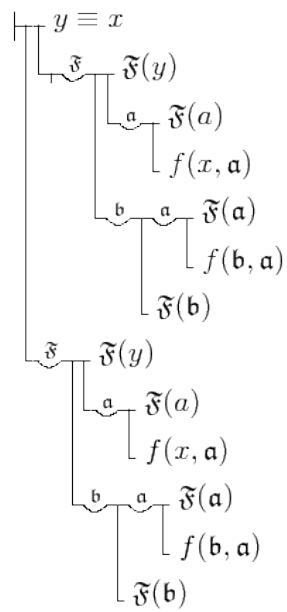 y ≡ x
𝔉 𝔉(y)
𝔞 𝔉(a)
f(x, 𝔞)
𝔟 𝔞 𝔉(𝔞)
f(𝔟, 𝔞)
𝔉(𝔟)
𝔉 𝔉(y)
𝔞 𝔉(a)
f(x, 𝔞)
𝔟 𝔞 𝔉(𝔞)
f(𝔟, 𝔞)
𝔉(𝔟)